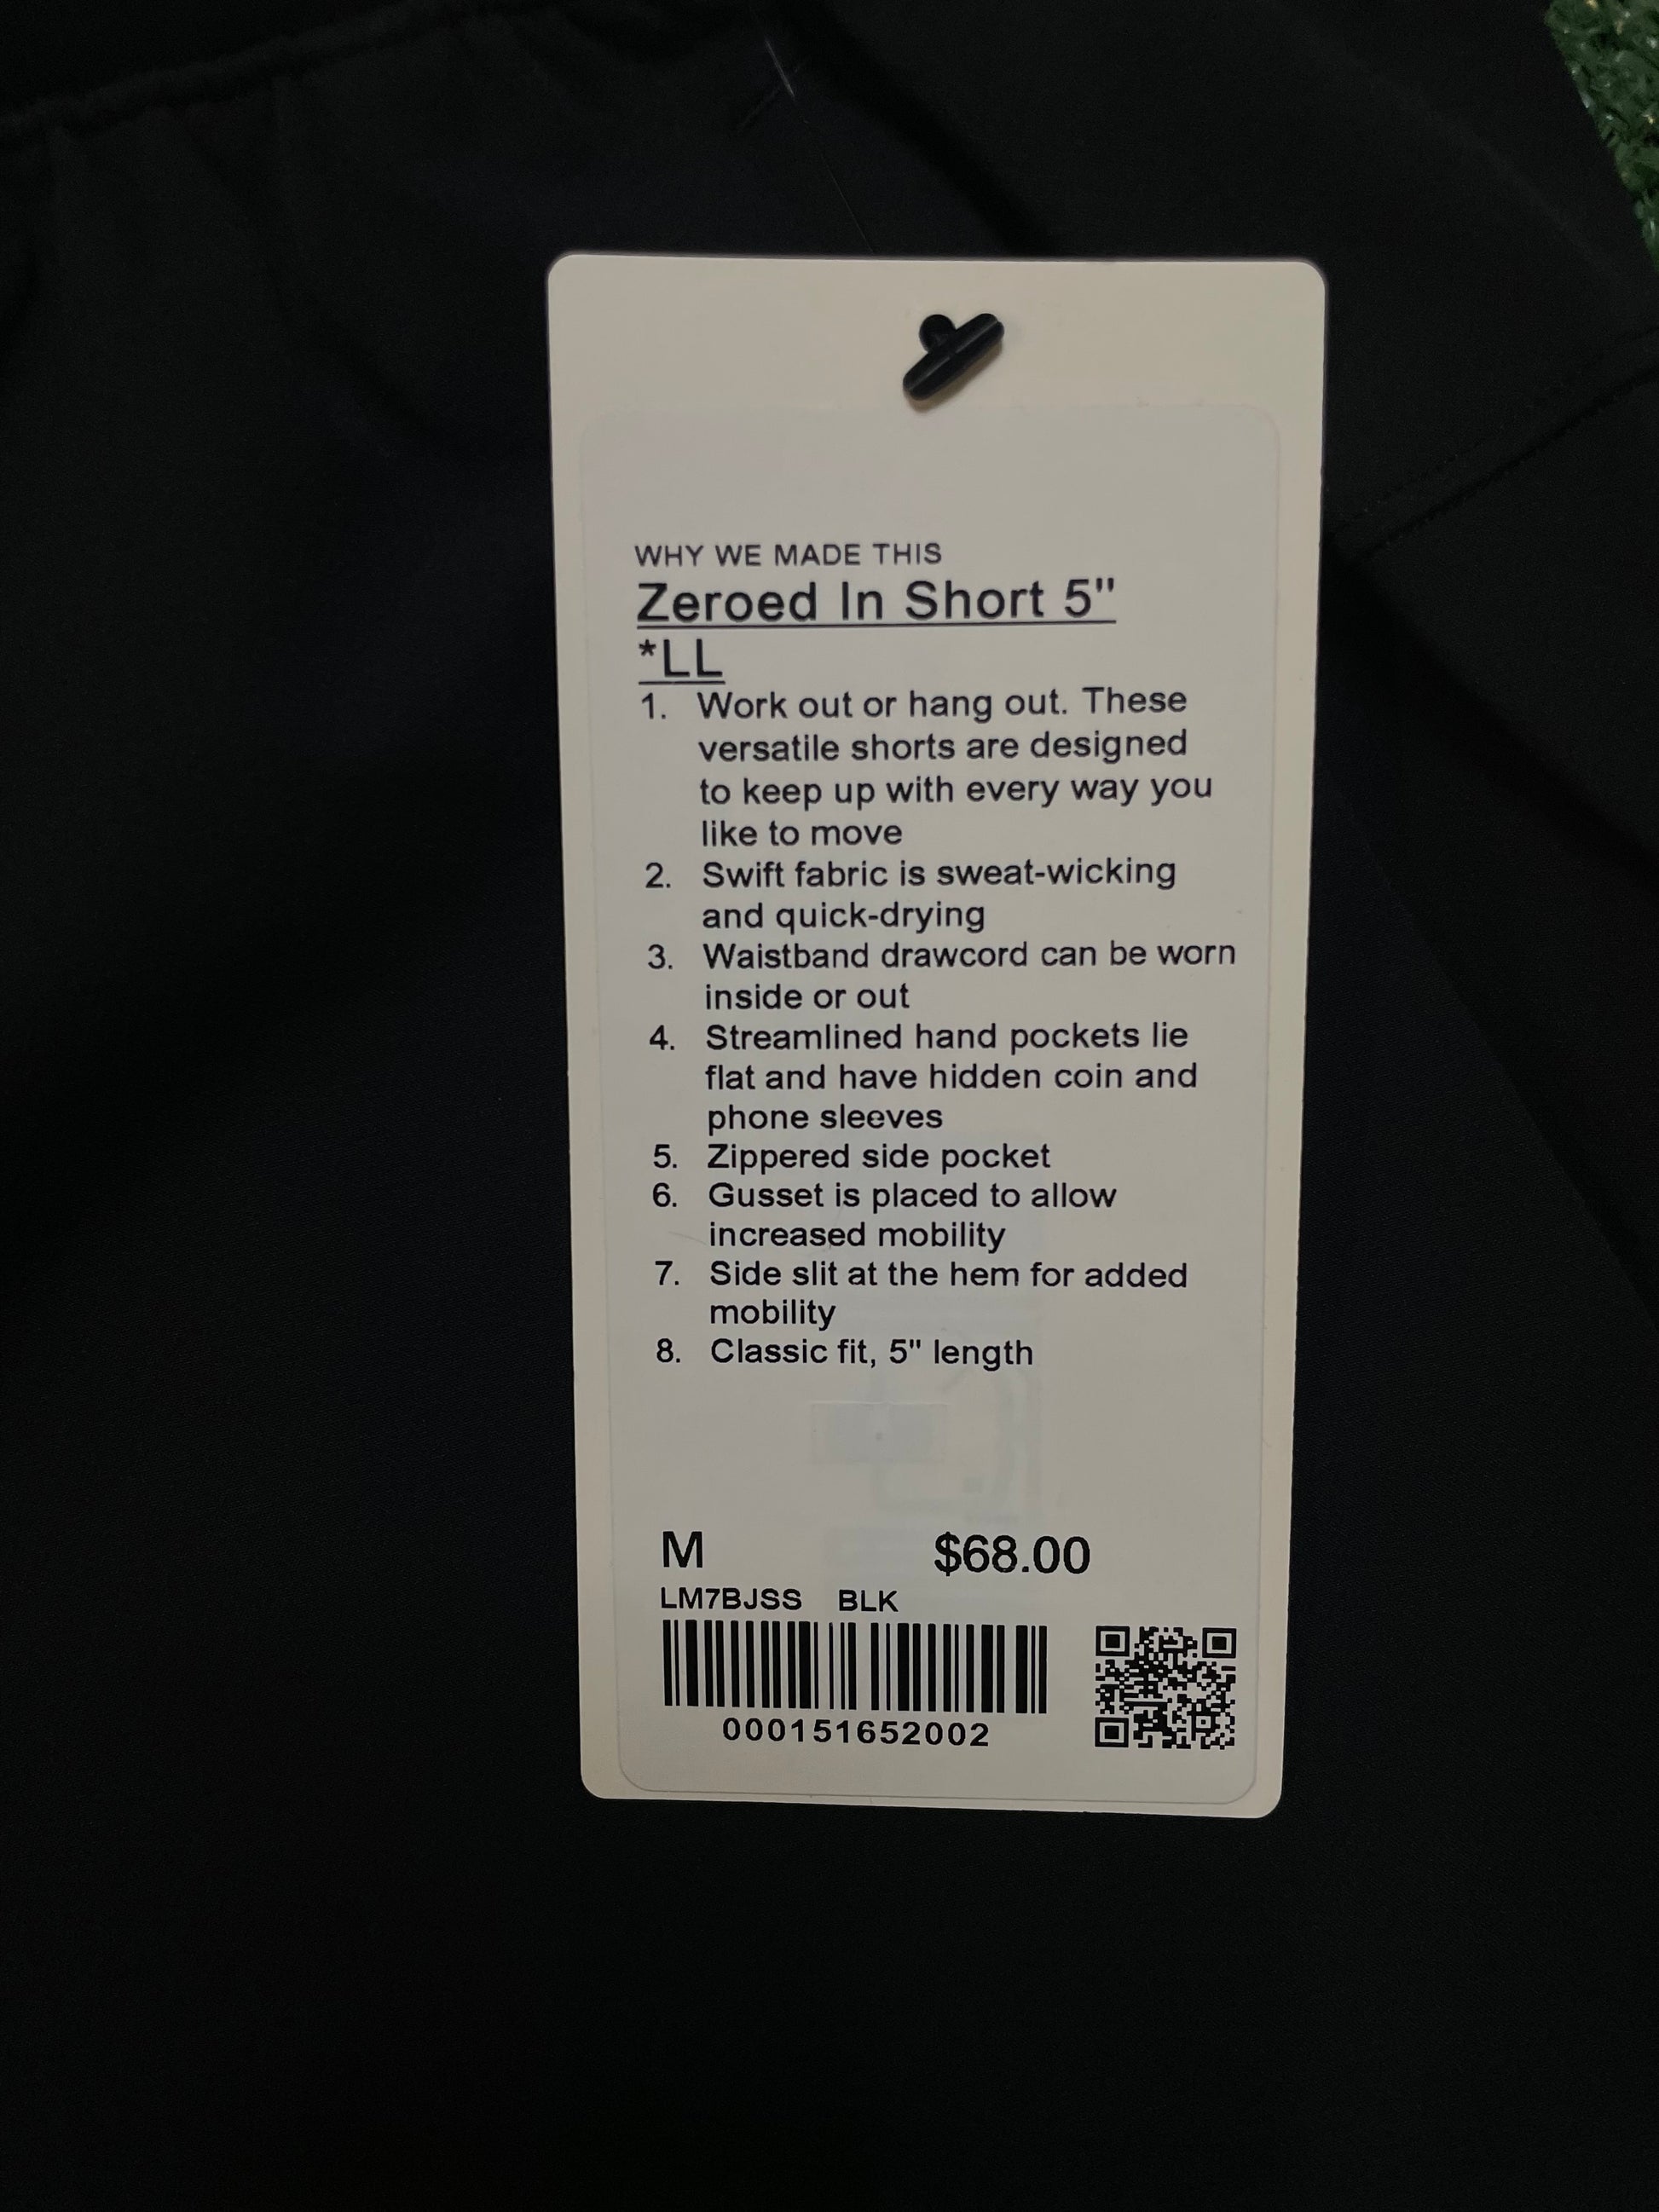 WHY WE MADE THIS
Zeroed In Short 5"
*LL
1. Work out or hang out. These
versatile shorts are designed
to keep up with every way you
like to move
2. Swift fabric is sweat-wicking
and quick-drying
3. Waistband drawcord can be worn
inside or out
4. Streamlined hand pockets lie
flat and have hidden coin and
phone sleeves
5. Zippered side pocket
6. Gusset is placed to allow
increased mobility
7. Side slit at the hem for added
mobility
8. Classic fit, 5" length
M $68.00
LM7BJSS BLK
000151652002